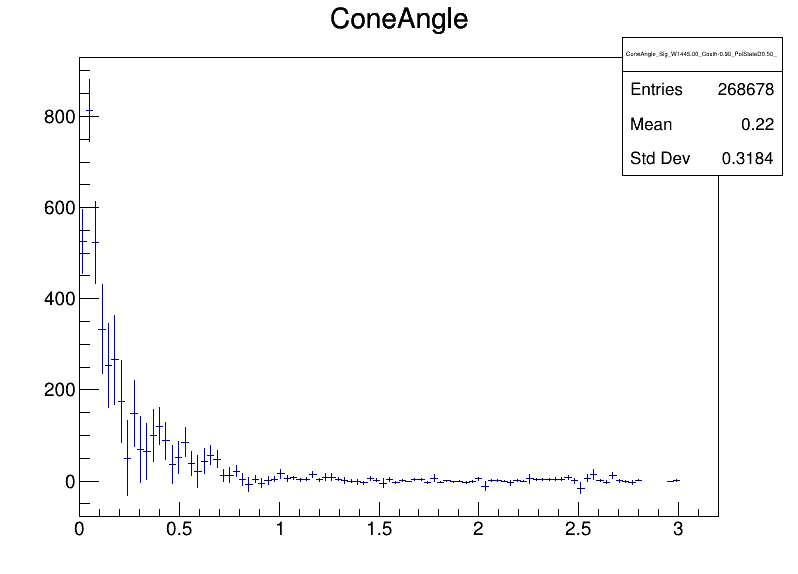 ConeAngle
ConeAngle_Sig_W1445.00_Costh-0.90_PolStateD0.50_
Entries 268678
Mean 0.22
Std Dev 0.3184
800
600
400
200
0
0 0.5 1 1.5 2 2.5 3